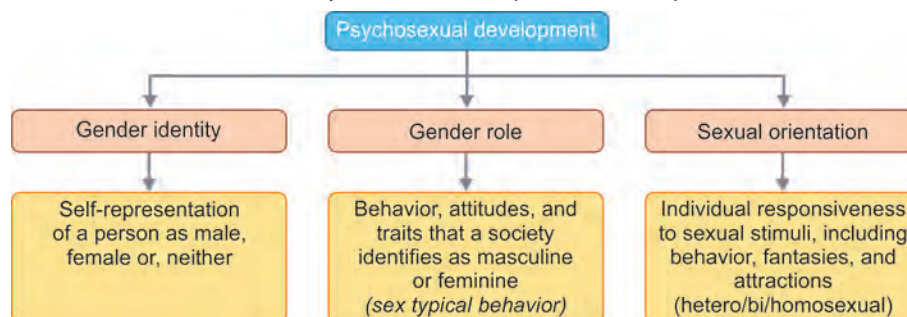 Psychosexual development
Gender identity
Gender role
Sexual orientation
Self-representation
of a person as male,
female or, neither
Behavior, attitudes, and
traits that a society
identifies as masculine
or feminine
(sex typical behavior)
Individual responsiveness
to sexual stimuli, including
behavior, fantasies, and
attractions
(hetero/bi/homosexual)